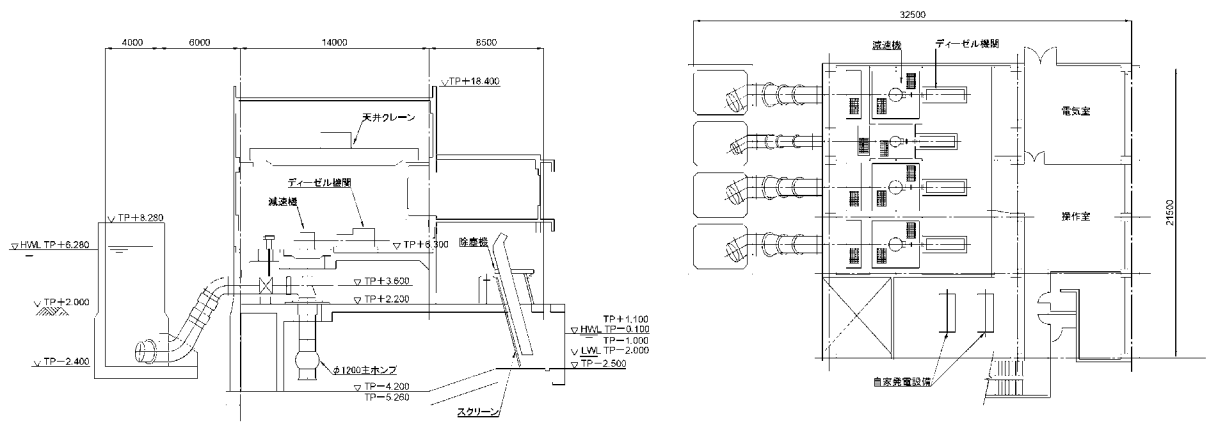 4000
6000
14000
8500
TP+18.400
天井クレーン
ディーゼル機関
減速機
TP+8.280
HWL TP+6.280
TP+6.300
除塵機
TP+3.500
TP+2.000
TP+2.200
TP+1.100
HWL TP-0.100
TP-1.000
LWL TP-2.000
TP-2.400
TP-2.500
φ1200主ポンプ
TP-4.200
TP-5.260
スクリーン
32500
減速機
ディーゼル機関
電気室
操作室
21500
自家発電設備